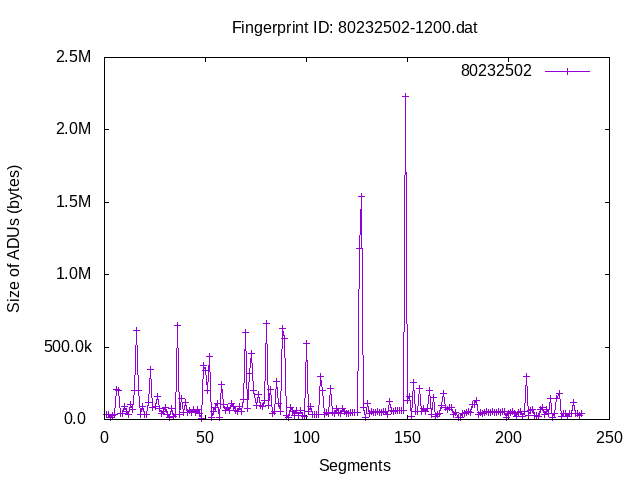 Fingerprint ID: 80232502-1200.dat
80232502
Size of ADUs (bytes)
2.5M
2.0M
1.5M
1.0M
500.0k
0.0
0 50 100 150 200 250
Segments